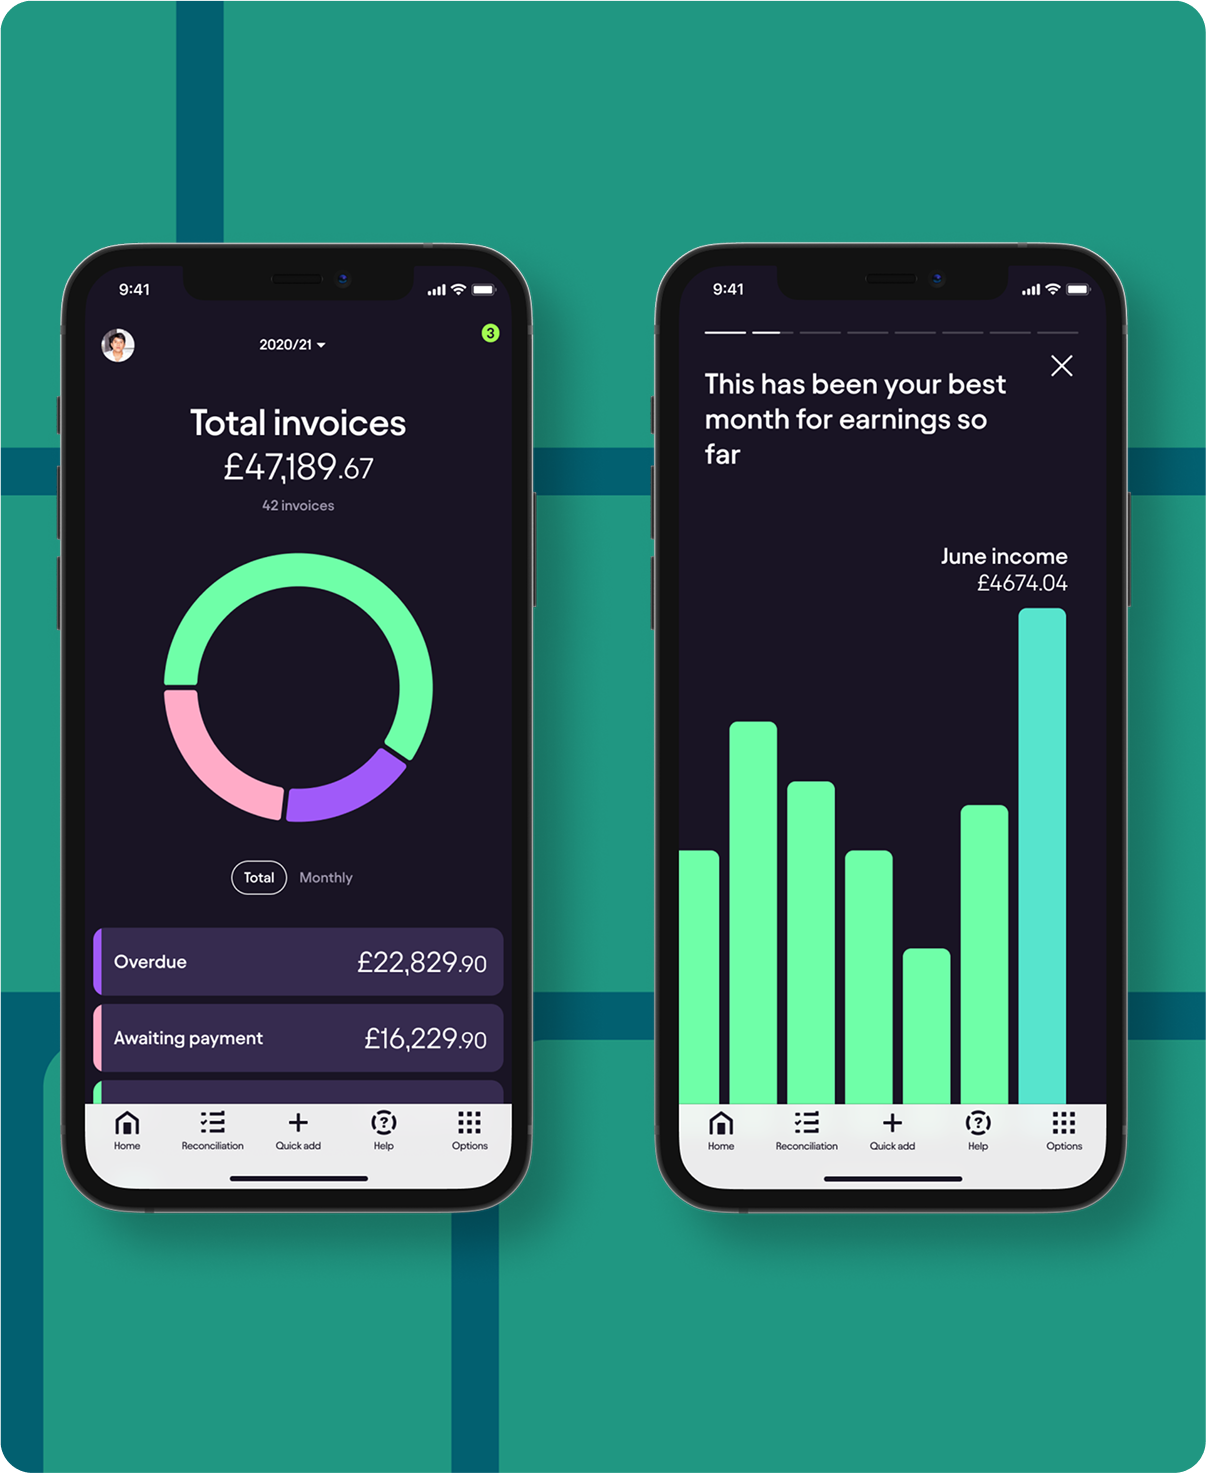 9:41
2020/21
3
Total invoices
£47,189.67
42 invoices
Total
Monthly
Overdue
£22,829.90
Awaiting payment
£16,229.90
Home
Reconciliation
Quick add
Help
Options
9:41
This has been your best
month for earnings so
far
June income
£4674.04
Home
Reconciliation
Quick add
Help
Options